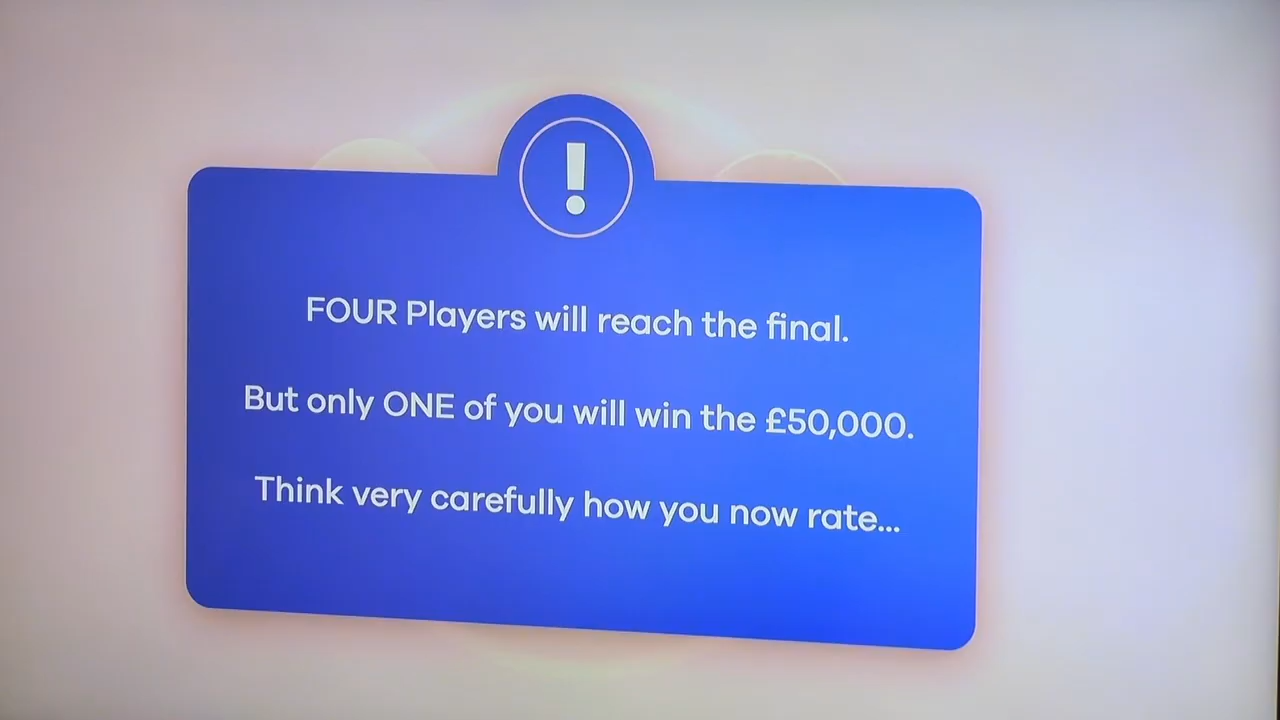 FOUR Players will reach the final.
But only ONE of you will win the £50,000.
Think very carefully how you now rate...